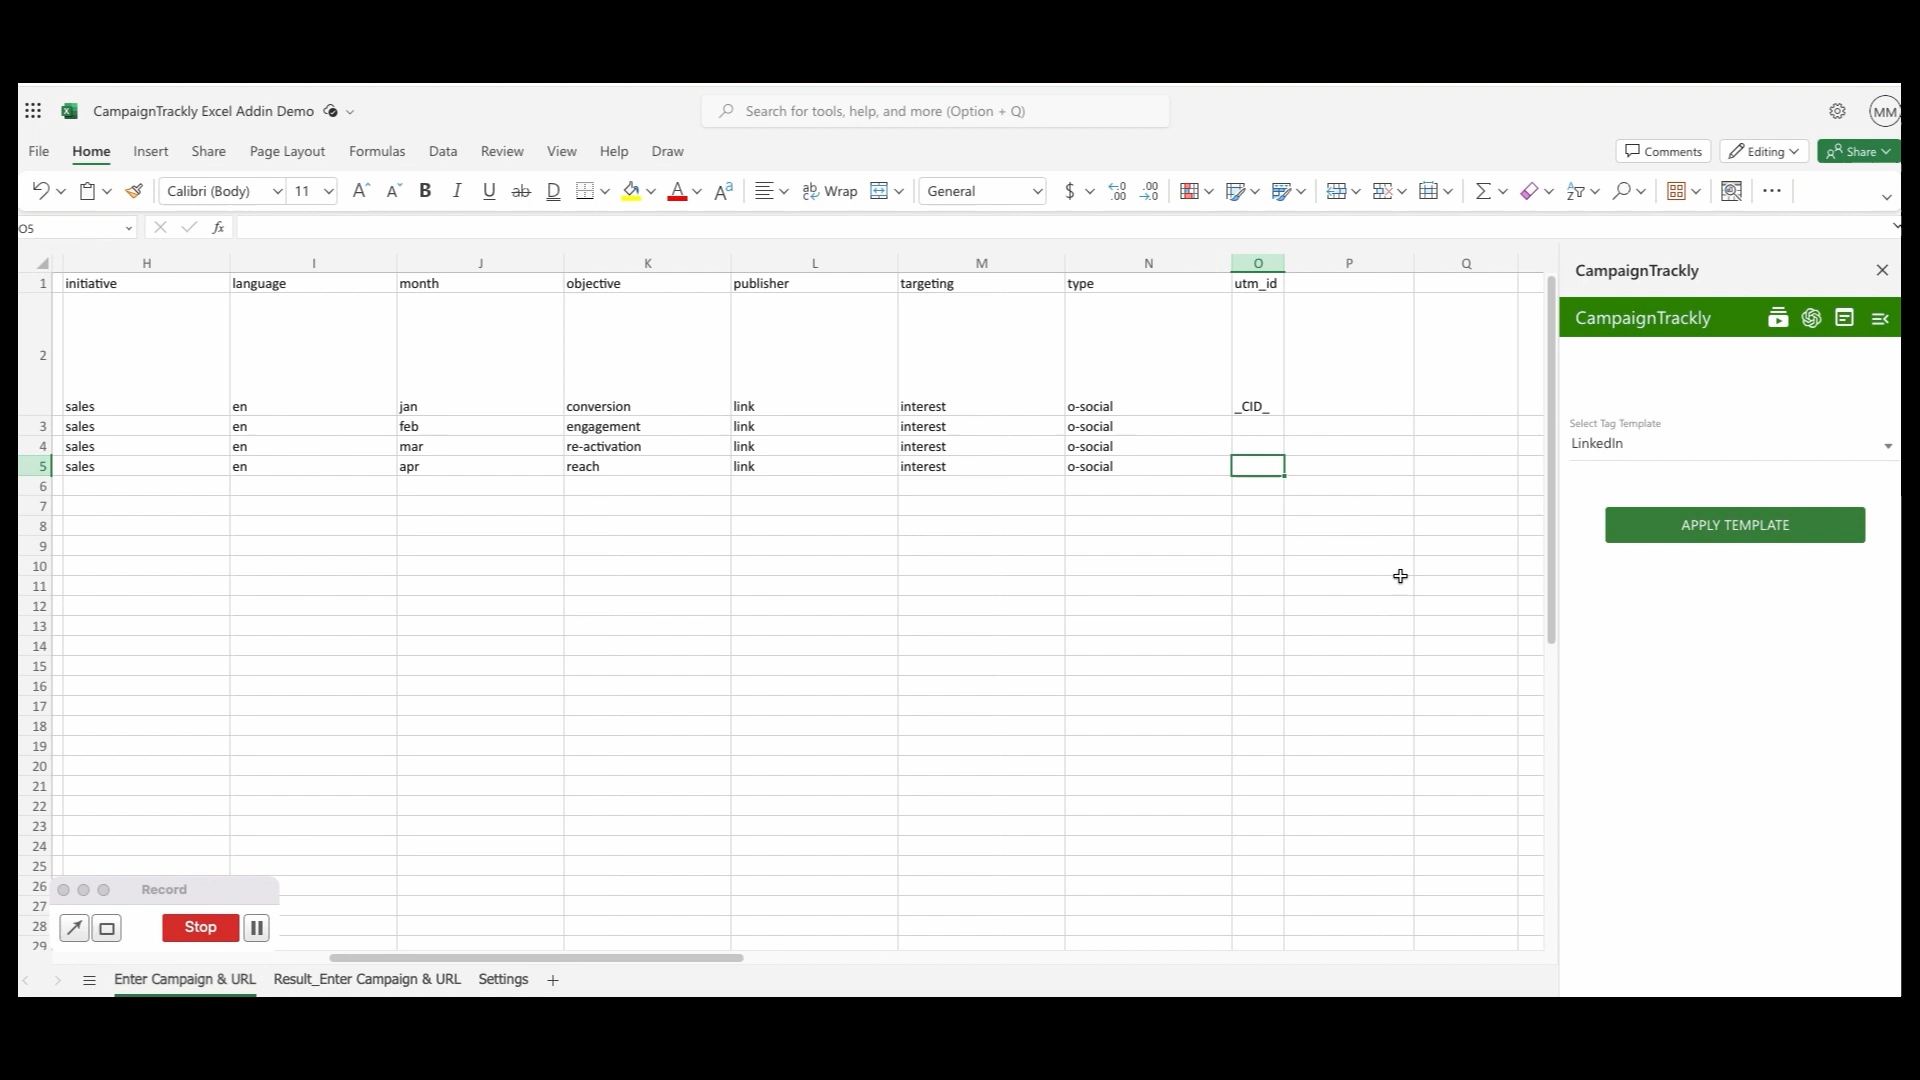 CampaignTrackly Excel Addin Demo
Search for tools, help, and more (Option + Q)
MM
File Home Insert Share Page Layout Formulas Data Review View Help Draw
Comments Editing Share
Calibri (Body) 11 B I U ab D ab Wrap General $ .00 .00
O5 fx
H I J K L M N O P Q
1 initiative language month objective publisher targeting type utm_id
2 sales en jan conversion link interest o-social _CID_
3 sales en feb engagement link interest o-social
4 sales en mar re-activation link interest o-social
5 sales en apr reach link interest o-social
6
7
8
9
10
11
12
13
14
15
16
17
18
19
20
21
22
23
24
25
26
27
28
29
CampaignTrackly
CampaignTrackly
Select Tag Template
LinkedIn
APPLY TEMPLATE
Record
Stop
Enter Campaign & URL Result_Enter Campaign & URL Settings